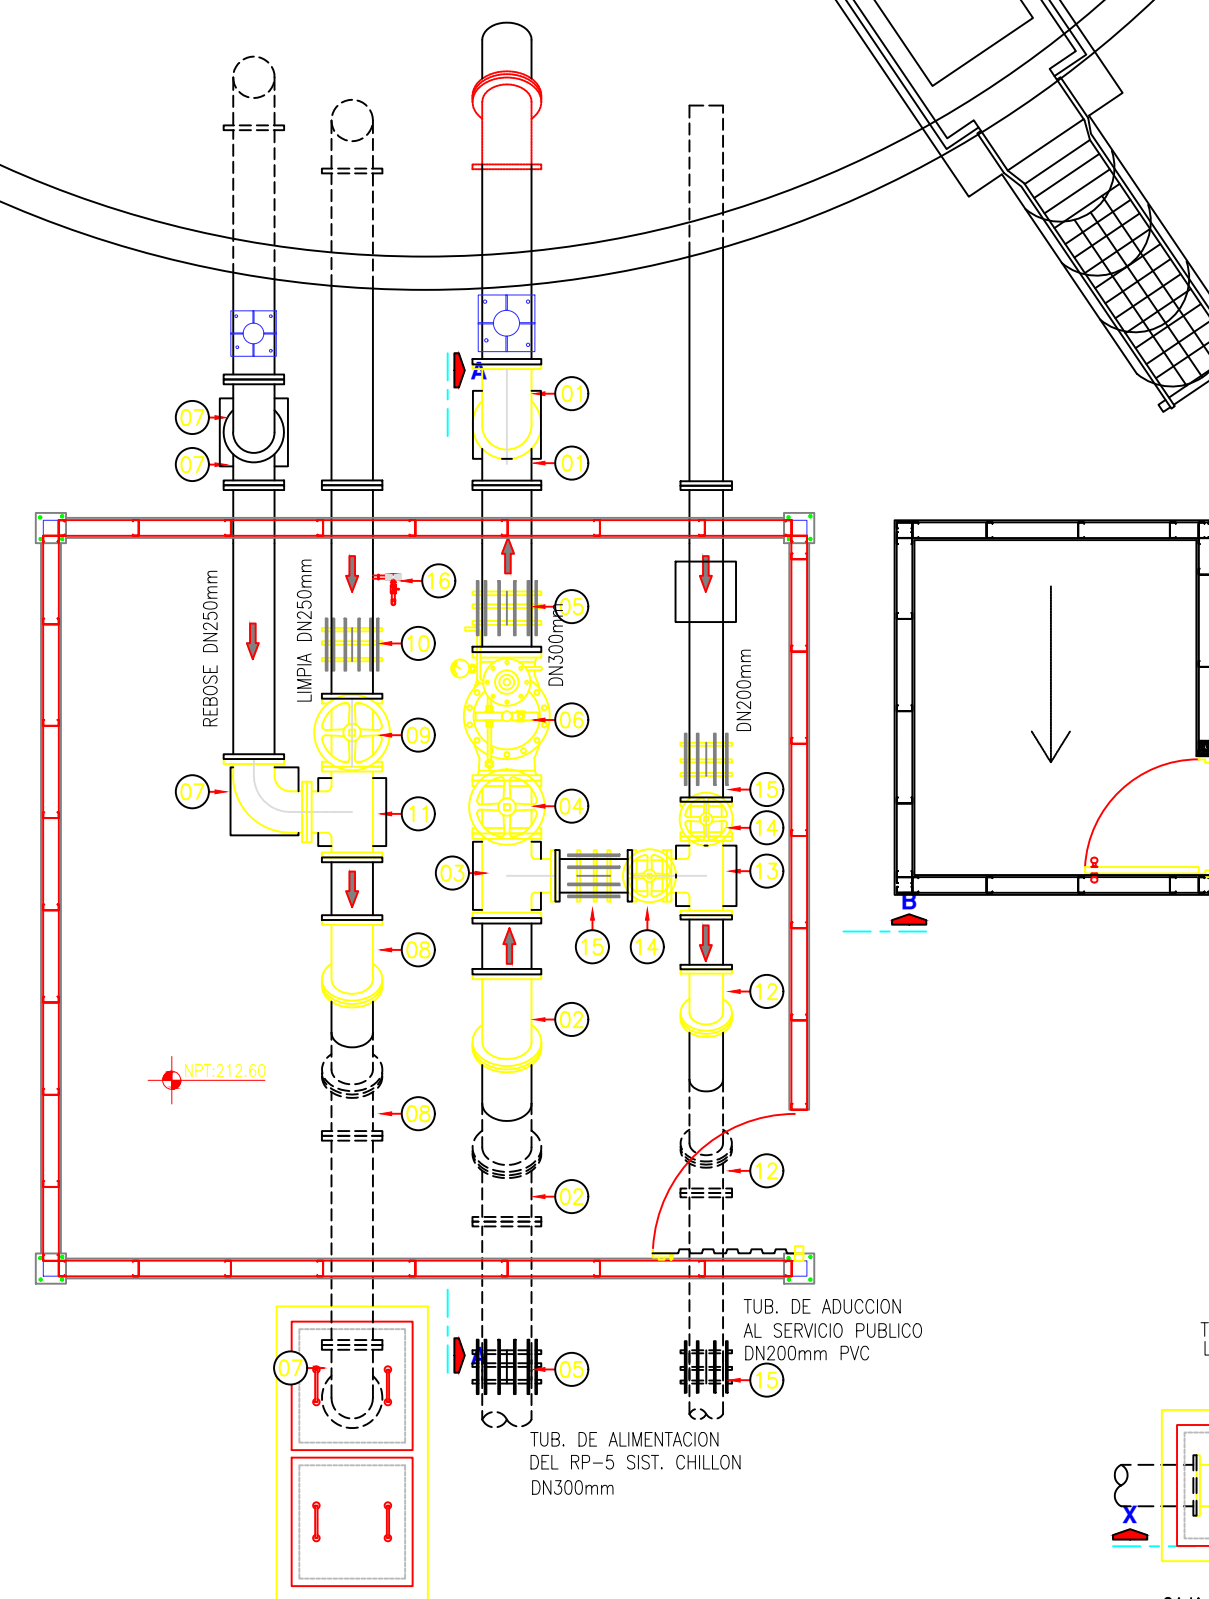 A
01
07
07
01
16
05
REBOSE DN250mm
LIMPIA DN250mm
DN300mm
DN200mm
10
09
06
07
11
04
15
14
03
13
15
14
08
12
02
NPT:212.60
08
12
02
B
B
TUB. DE ADUCCION
AL SERVICIO PUBLICO
DN200mm PVC
07
A
05
15
TUB. DE ALIMENTACION
DEL RP-5 SIST. CHILLON
DN300mm
T
L
X